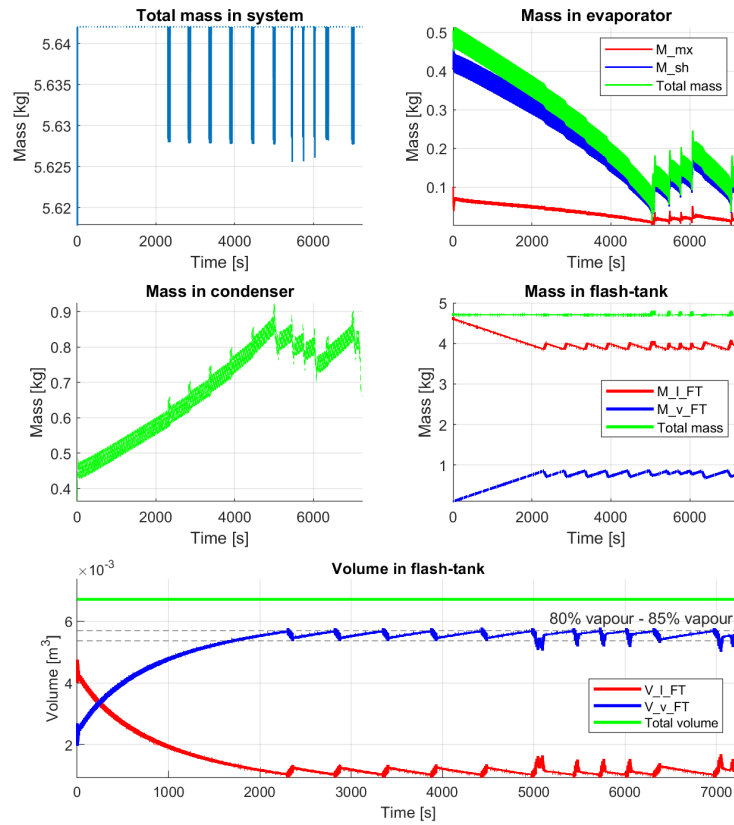 Total mass in system
5.64
5.635
5.63
5.625
5.62
Mass [kg]
0 2000 4000 6000
Time [s]
Mass in evaporator
0.5
0.4
0.3
0.2
0.1
Mass [kg]
M_mx
M_sh
Total mass
0 2000 4000 6000
Time [s]
Mass in condenser
0.9
0.8
0.7
0.6
0.5
0.4
Mass [kg]
0 2000 4000 6000
Time [s]
Mass in flash-tank
5
4
3
2
1
Mass [kg]
M_l_FT
M_v_FT
Total mass
0 2000 4000 6000
Time [s]
Volume in flash-tank
×10⁻³
6
4
2
Volume [m³]
80% vapour - 85% vapour
V_l_FT
V_v_FT
Total volume
0 1000 2000 3000 4000 5000 6000 7000
Time [s]